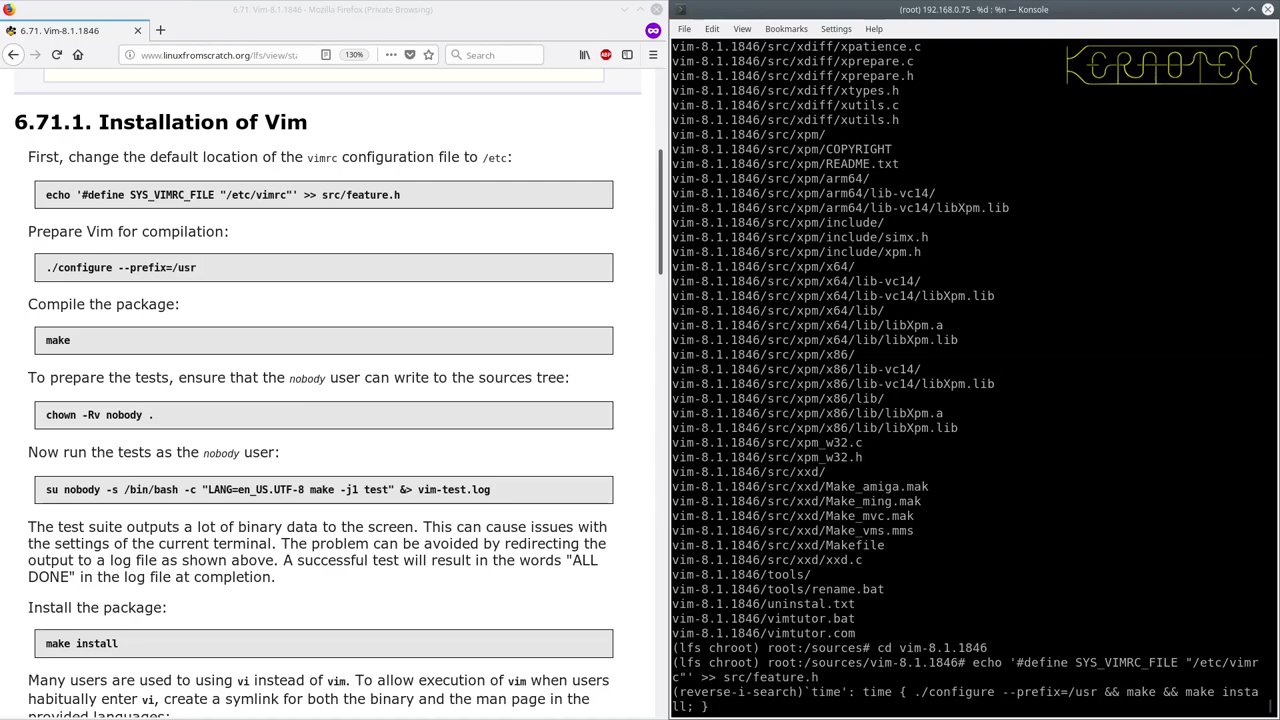 6.71. Vim-8.1.1846 - Mozilla Firefox (Private Browsing)
6.71. Vim-8.1.1846
www.linuxfromscratch.org/lfs/view/sta
130%
Search
ABP
6.71.1. Installation of Vim
First, change the default location of the vimrc configuration file to /etc:
echo '#define SYS_VIMRC_FILE "/etc/vimrc"' >> src/feature.h
Prepare Vim for compilation:
./configure --prefix=/usr
Compile the package:
make
To prepare the tests, ensure that the nobody user can write to the sources tree:
chown -Rv nobody .
Now run the tests as the nobody user:
su nobody -s /bin/bash -c "LANG=en_US.UTF-8 make -j1 test" &> vim-test.log
The test suite outputs a lot of binary data to the screen. This can cause issues with
the settings of the current terminal. The problem can be avoided by redirecting the
output to a log file as shown above. A successful test will result in the words "ALL
DONE" in the log file at completion.
Install the package:
make install
Many users are used to using vi instead of vim. To allow execution of vim when users
habitually enter vi, create a symlink for both the binary and the man page in the
provided languages:
(root) 192.168.0.75 - %d : %n — Konsole
File Edit View Bookmarks Settings Help
KERAOTEX
vim-8.1.1846/src/xdiff/xpatience.c
vim-8.1.1846/src/xdiff/xprepare.c
vim-8.1.1846/src/xdiff/xprepare.h
vim-8.1.1846/src/xdiff/xtypes.h
vim-8.1.1846/src/xdiff/xutils.c
vim-8.1.1846/src/xdiff/xutils.h
vim-8.1.1846/src/xpm/
vim-8.1.1846/src/xpm/COPYRIGHT
vim-8.1.1846/src/xpm/README.txt
vim-8.1.1846/src/xpm/arm64/
vim-8.1.1846/src/xpm/arm64/lib-vc14/
vim-8.1.1846/src/xpm/arm64/lib-vc14/libXpm.lib
vim-8.1.1846/src/xpm/include/
vim-8.1.1846/src/xpm/include/simx.h
vim-8.1.1846/src/xpm/include/xpm.h
vim-8.1.1846/src/xpm/x64/
vim-8.1.1846/src/xpm/x64/lib-vc14/
vim-8.1.1846/src/xpm/x64/lib-vc14/libXpm.lib
vim-8.1.1846/src/xpm/x64/lib/
vim-8.1.1846/src/xpm/x64/lib/libXpm.a
vim-8.1.1846/src/xpm/x64/lib/libXpm.lib
vim-8.1.1846/src/xpm/x86/
vim-8.1.1846/src/xpm/x86/lib-vc14/
vim-8.1.1846/src/xpm/x86/lib-vc14/libXpm.lib
vim-8.1.1846/src/xpm/x86/lib/
vim-8.1.1846/src/xpm/x86/lib/libXpm.a
vim-8.1.1846/src/xpm/x86/lib/libXpm.lib
vim-8.1.1846/src/xpm_w32.c
vim-8.1.1846/src/xpm_w32.h
vim-8.1.1846/src/xxd/
vim-8.1.1846/src/xxd/Make_amiga.mak
vim-8.1.1846/src/xxd/Make_ming.mak
vim-8.1.1846/src/xxd/Make_mvc.mak
vim-8.1.1846/src/xxd/Make_vms.mms
vim-8.1.1846/src/xxd/Makefile
vim-8.1.1846/src/xxd/xxd.c
vim-8.1.1846/tools/
vim-8.1.1846/tools/rename.bat
vim-8.1.1846/uninstal.txt
vim-8.1.1846/vimtutor.bat
vim-8.1.1846/vimtutor.com
(lfs chroot) root:/sources# cd vim-8.1.1846
(lfs chroot) root:/sources/vim-8.1.1846# echo '#define SYS_VIMRC_FILE "/etc/vimr
c"' >> src/feature.h
(reverse-i-search)`time': time { ./configure --prefix=/usr && make && make insta
ll; }